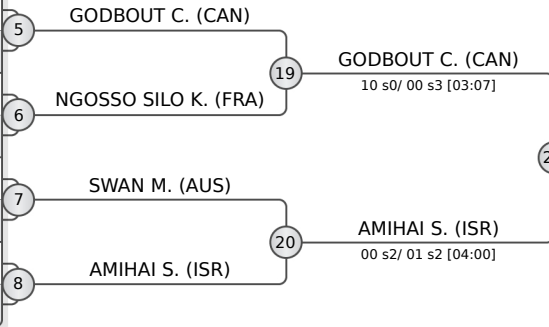 GODBOUT C. (CAN)
5
19
GODBOUT C. (CAN)
10 s0/ 00 s3 [03:07]
NGOSSO SILO K. (FRA)
6
SWAN M. (AUS)
7
20
AMIHAI S. (ISR)
00 s2/ 01 s2 [04:00]
AMIHAI S. (ISR)
8